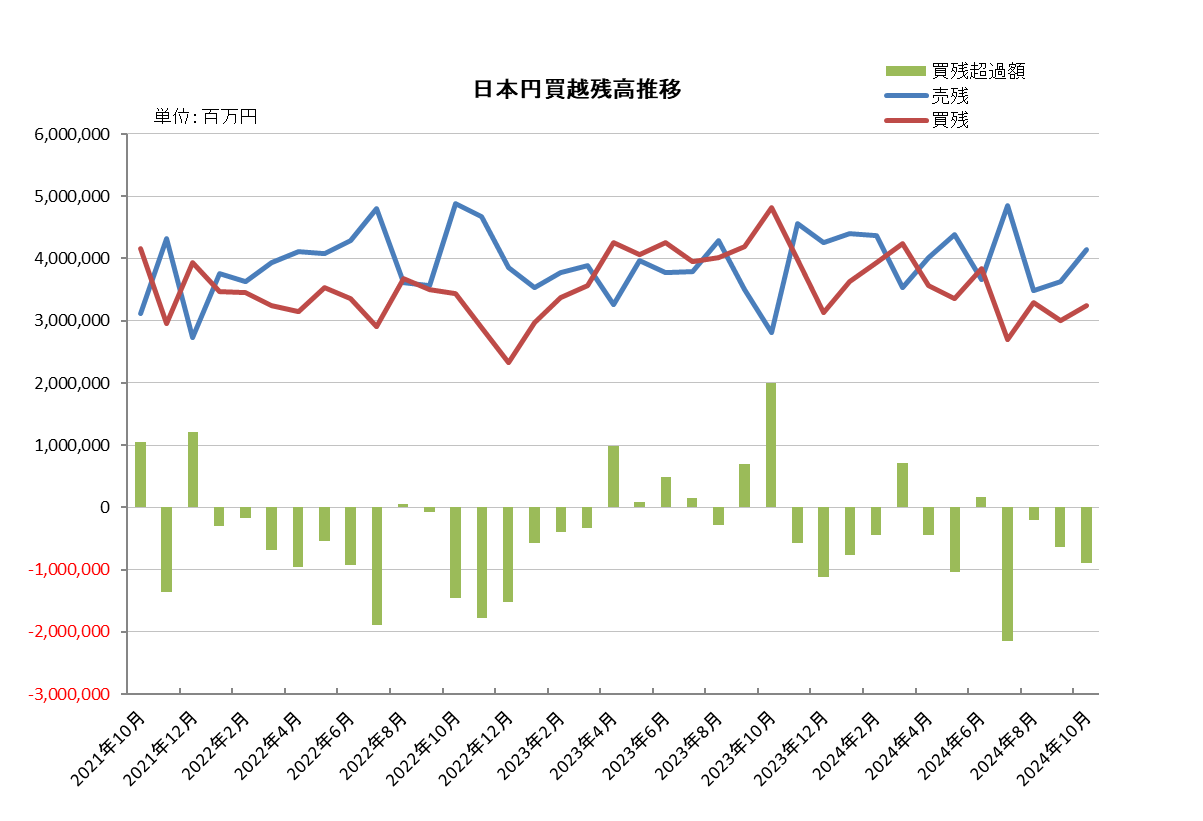 日本円買越残高推移
買残超過額
売残
買残
単位：百万円
6,000,000
5,000,000
4,000,000
3,000,000
2,000,000
1,000,000
0
-1,000,000
-2,000,000
-3,000,000
2021年10月
2021年12月
2022年2月
2022年4月
2022年6月
2022年8月
2022年10月
2022年12月
2023年2月
2023年4月
2023年6月
2023年8月
2023年10月
2023年12月
2024年2月
2024年4月
2024年6月
2024年8月
2024年10月